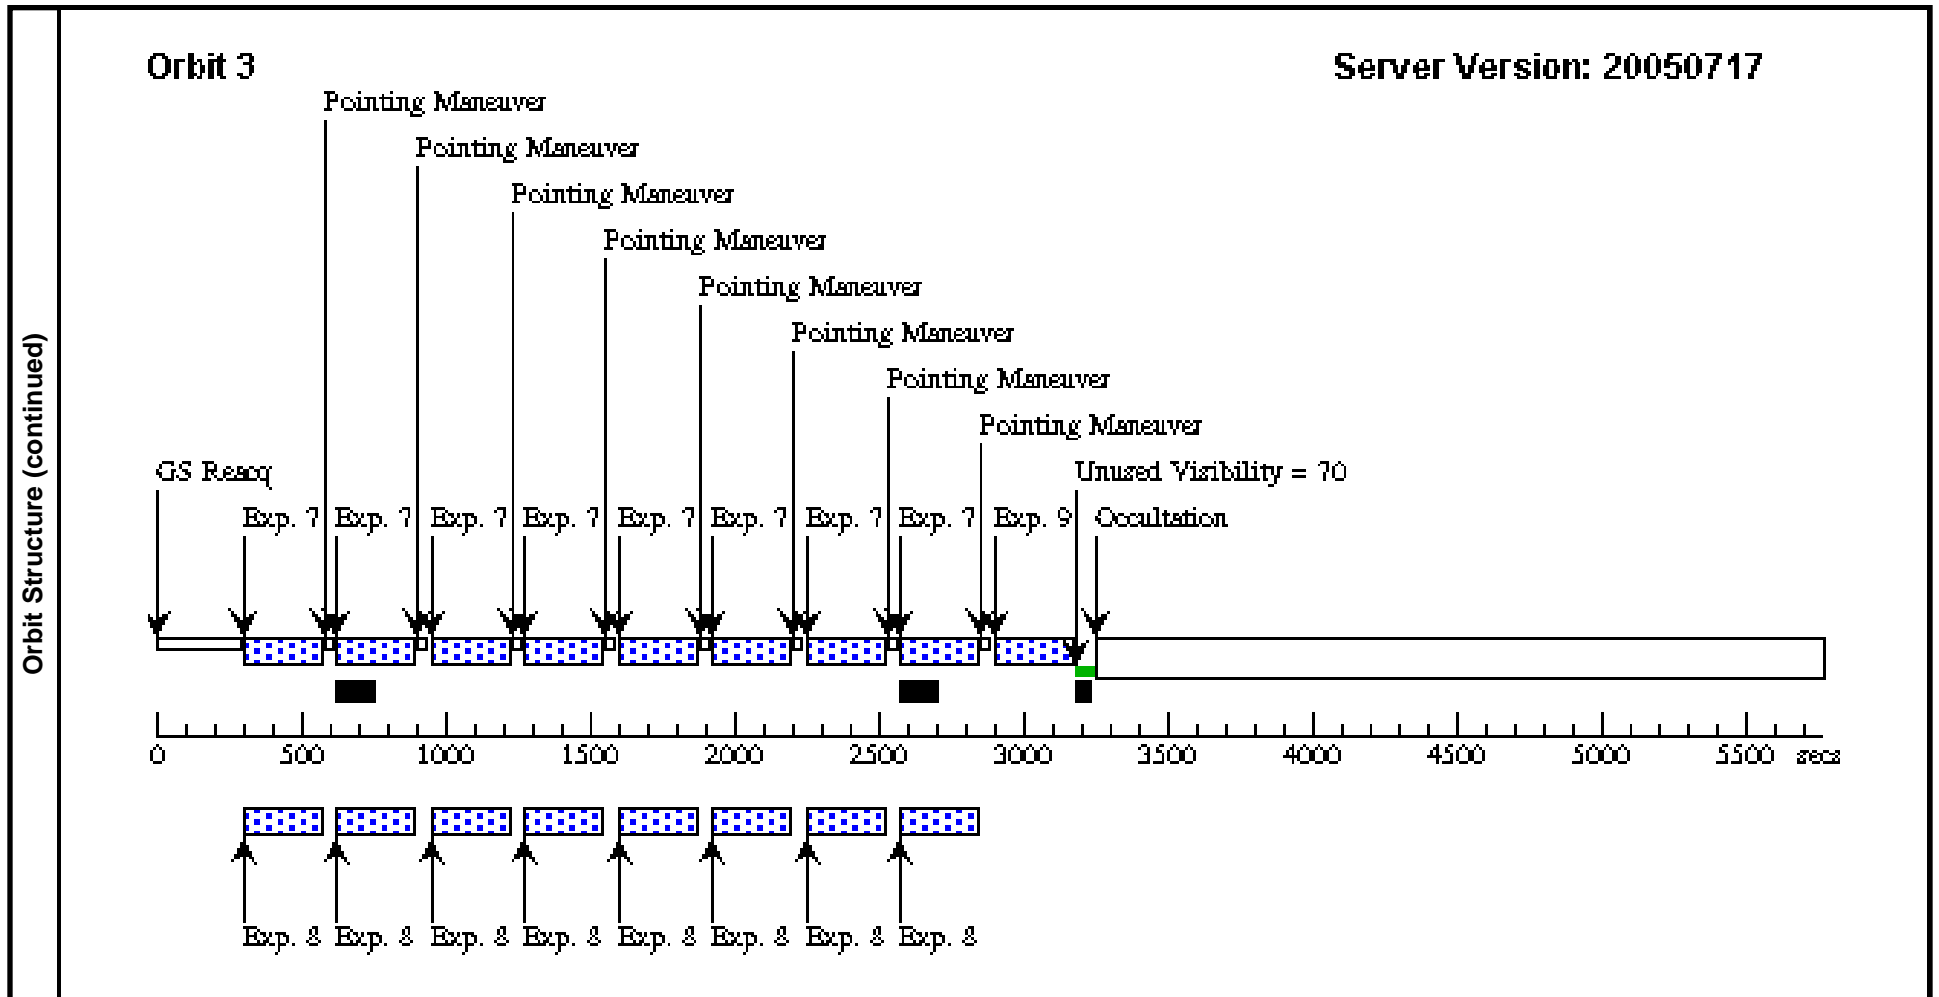 Orbit 3
Server Version: 20050717
Pointing Maneuver
Pointing Maneuver
Pointing Maneuver
Pointing Maneuver
Pointing Maneuver
Pointing Maneuver
Pointing Maneuver
Pointing Maneuver
GS Reacq
Unused Visibility = 70
Exp. 7 Exp. 7 Exp. 7 Exp. 7 Exp. 7 Exp. 7 Exp. 7 Exp. 7 Exp. 9 Occultation
0 500 1000 1500 2000 2500 3000 3500 4000 4500 5000 5500 secs
Exp. 8 Exp. 8 Exp. 8 Exp. 8 Exp. 8 Exp. 8 Exp. 8 Exp. 8
Orbit Structure (continued)